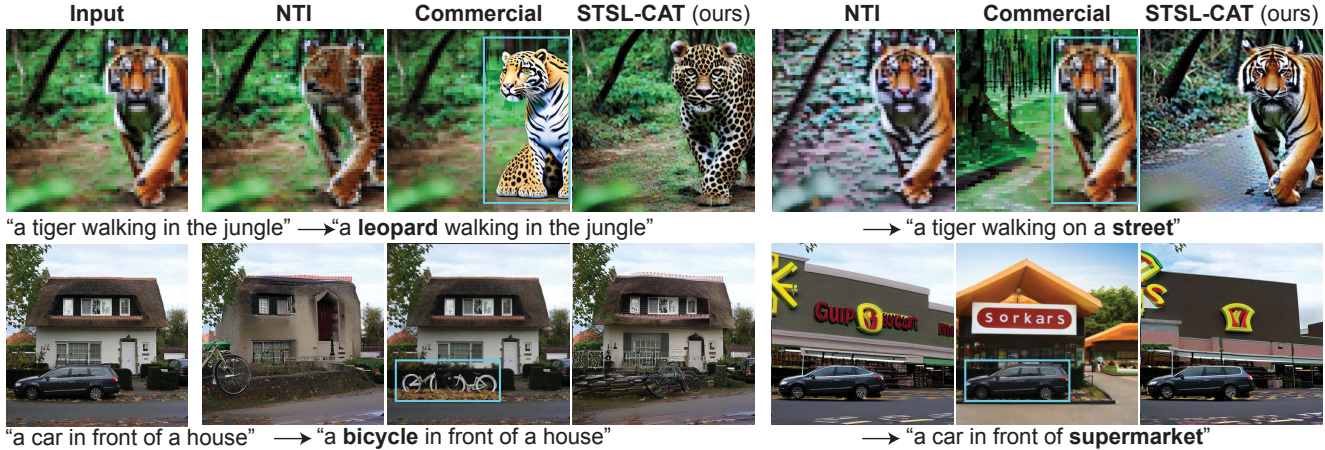 Input NTI Commercial STSL-CAT (ours) NTI Commercial STSL-CAT (ours)
“a tiger walking in the jungle” → “a leopard walking in the jungle” → “a tiger walking on a street”
sorkars
“a car in front of a house” → “a bicycle in front of a house” → “a car in front of supermarket”